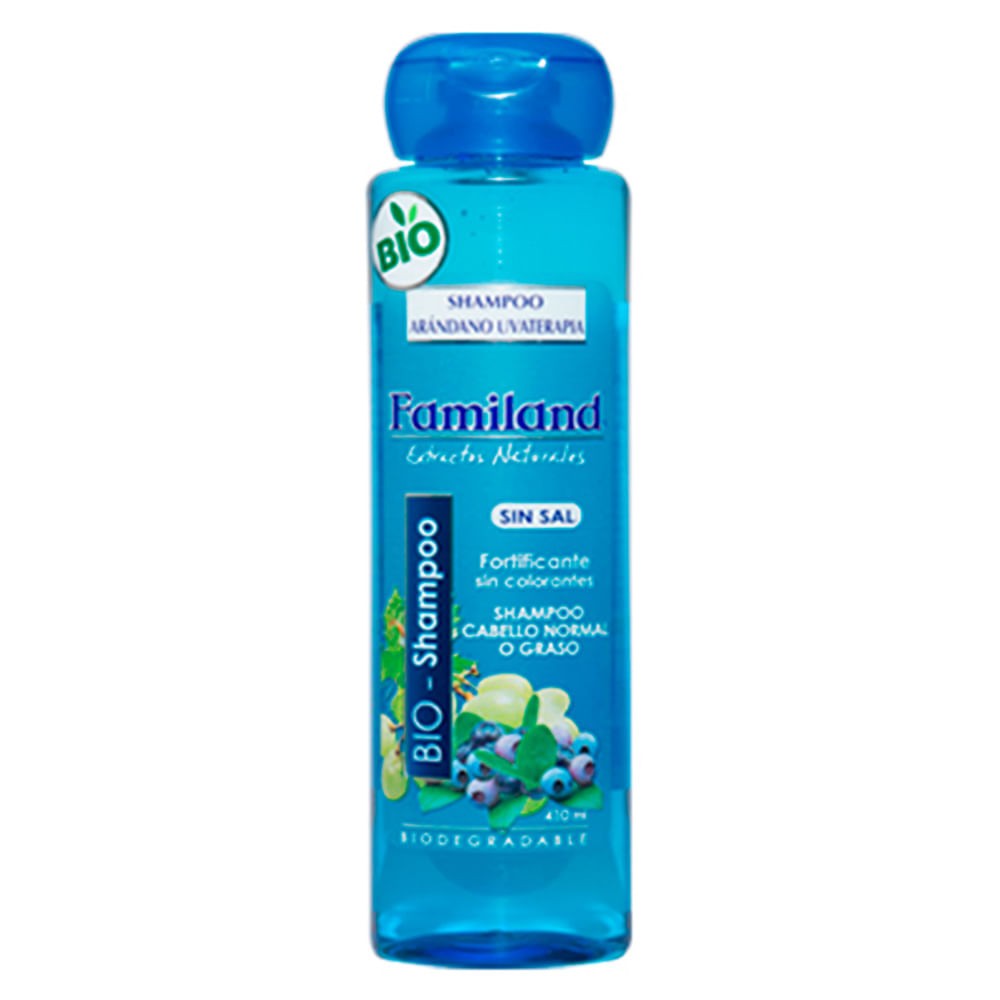 BIO
SHAMPOO
ARÁNDANO UVATERAPIA
Familand
Extractos Naturales
SIN SAL
Fortificante
sin colorantes
SHAMPOO
CABELLO NORMAL
O GRASO
BIO - Shampoo
410 ml
BIODEGRADABLE